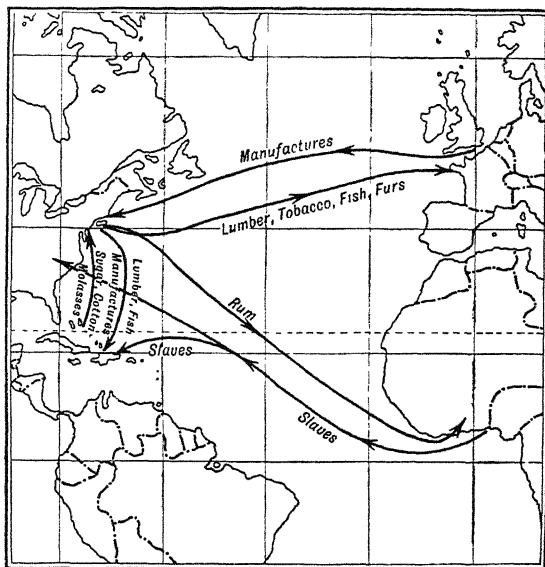 Manufactures
Lumber, Tobacco, Fish, Furs
Lumber, Fish
Manufactures
Sugar, Cotton,
Molasses
Rum
Slaves
Slaves